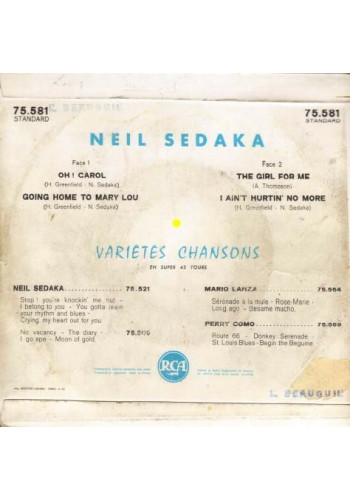 75.581
STANDARD
75.581
STANDARD
NEIL SEDAKA
Face 1
OH! CAROL
(H. Greenfield - N. Sedaka)
GOING HOME TO MARY LOU
(H. Greenfield - N. Sedaka)
Face 2
THE GIRL FOR ME
(A. Thompson)
I AIN'T HURTIN' NO MORE
(H. Greenfield - N. Sedaka)
VARIÉTÉS CHANSONS
EN SUPER 45 TOURS
NEIL SEDAKA 75.521
Stop! you're knockin' me out -
I belong to you - You gotta learn
your rhythm and blues -
Crying my heart out for you
No vacancy - The diary -
I go ape - Moon of gold.
MARIO LANZA
Sérénade à la mule - Rose-Marie -
Long ago - Besame mucho.
PERRY COMO
Route 66 - Donkey Serenade
St. Louis Blues - Begin the Beguine
RCA